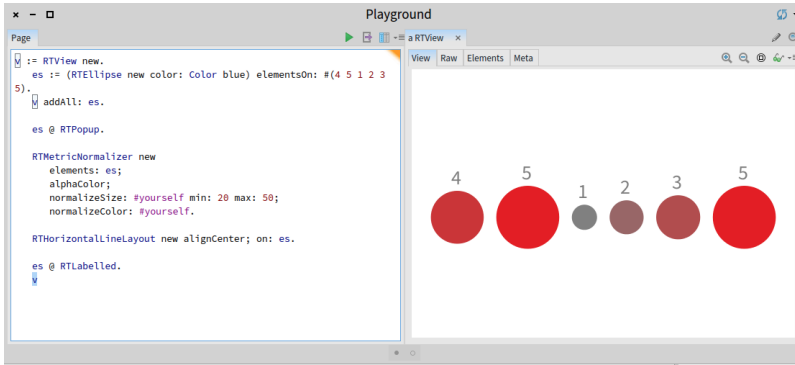 Playground
Page
a RTView ×
v := RTView new.
es := (RTEllipse new color: Color blue) elementsOn: #(4 5 1 2 3
5).
v addAll: es.
es @ RTPopup.
RTMetricNormalizer new
elements: es;
alphaColor;
normalizeSize: #yourself min: 20 max: 50;
normalizeColor: #yourself.
RTHorizontalLineLayout new alignCenter; on: es.
es @ RTLabelled.
v
View Raw Elements Meta
4 5 1 2 3 5